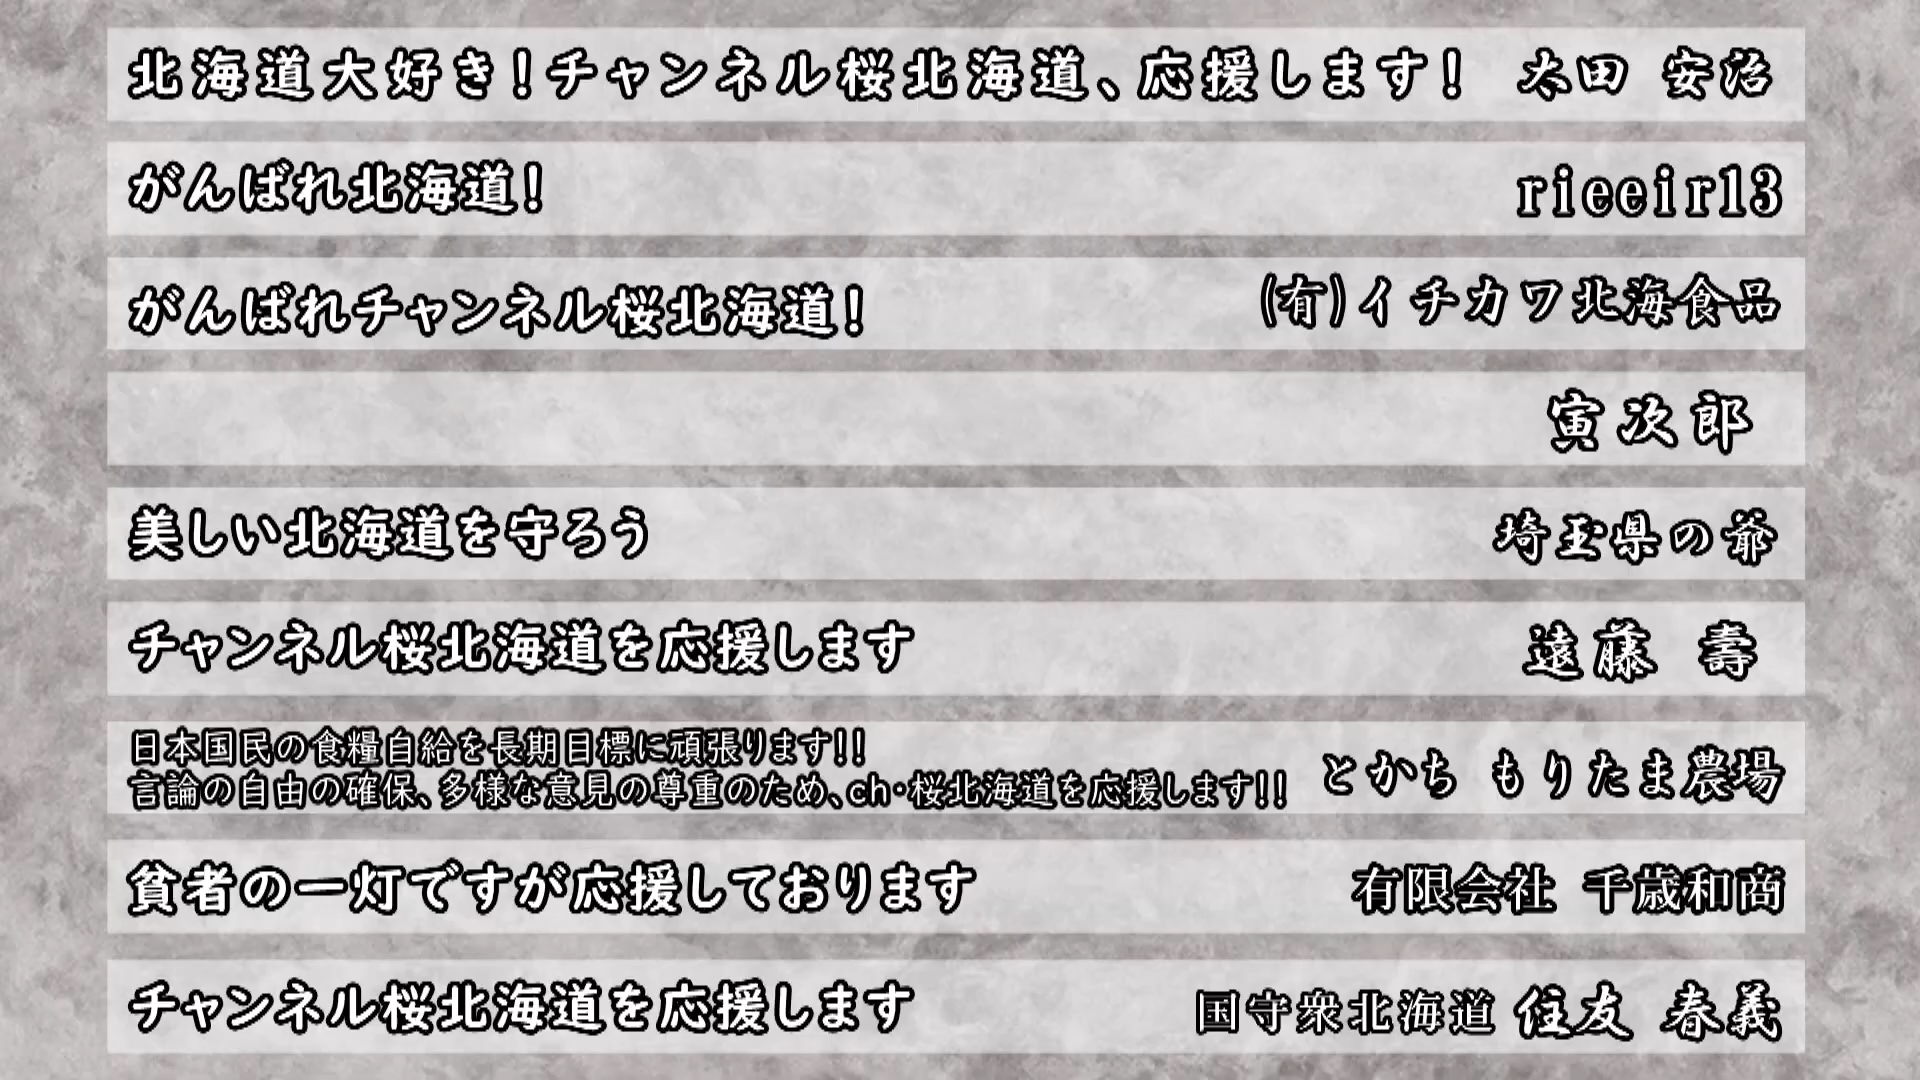 北海道大好き！チャンネル桜北海道、応援します！ 太田 安治
がんばれ北海道！ rieeir13
がんばれチャンネル桜北海道！ (有)イチカワ北海食品
寅次郎
美しい北海道を守ろう 埼玉県の爺
チャンネル桜北海道を応援します 遠藤 壽
日本国民の食糧自給を長期目標に頑張ります！！
言論の自由の確保、多様な意見の尊重のため、ch・桜北海道を応援します！！ とかち もりたま農場
貧者の一灯ですが応援しております 有限会社 千歳和商
チャンネル桜北海道を応援します 国守衆北海道 住友 春義